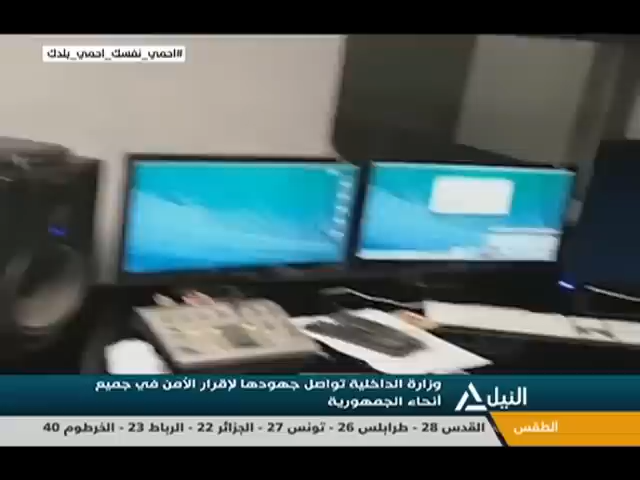 #احمي_نفسك_احمي_بلدك
وزارة الداخلية تواصل جهودها لإقرار الأمن في جميع
أنحاء الجمهورية
النيل
الطقس
القدس 28 - طرابلس 26 - تونس 27 - الجزائر 22 - الرباط 23 - الخرطوم 40